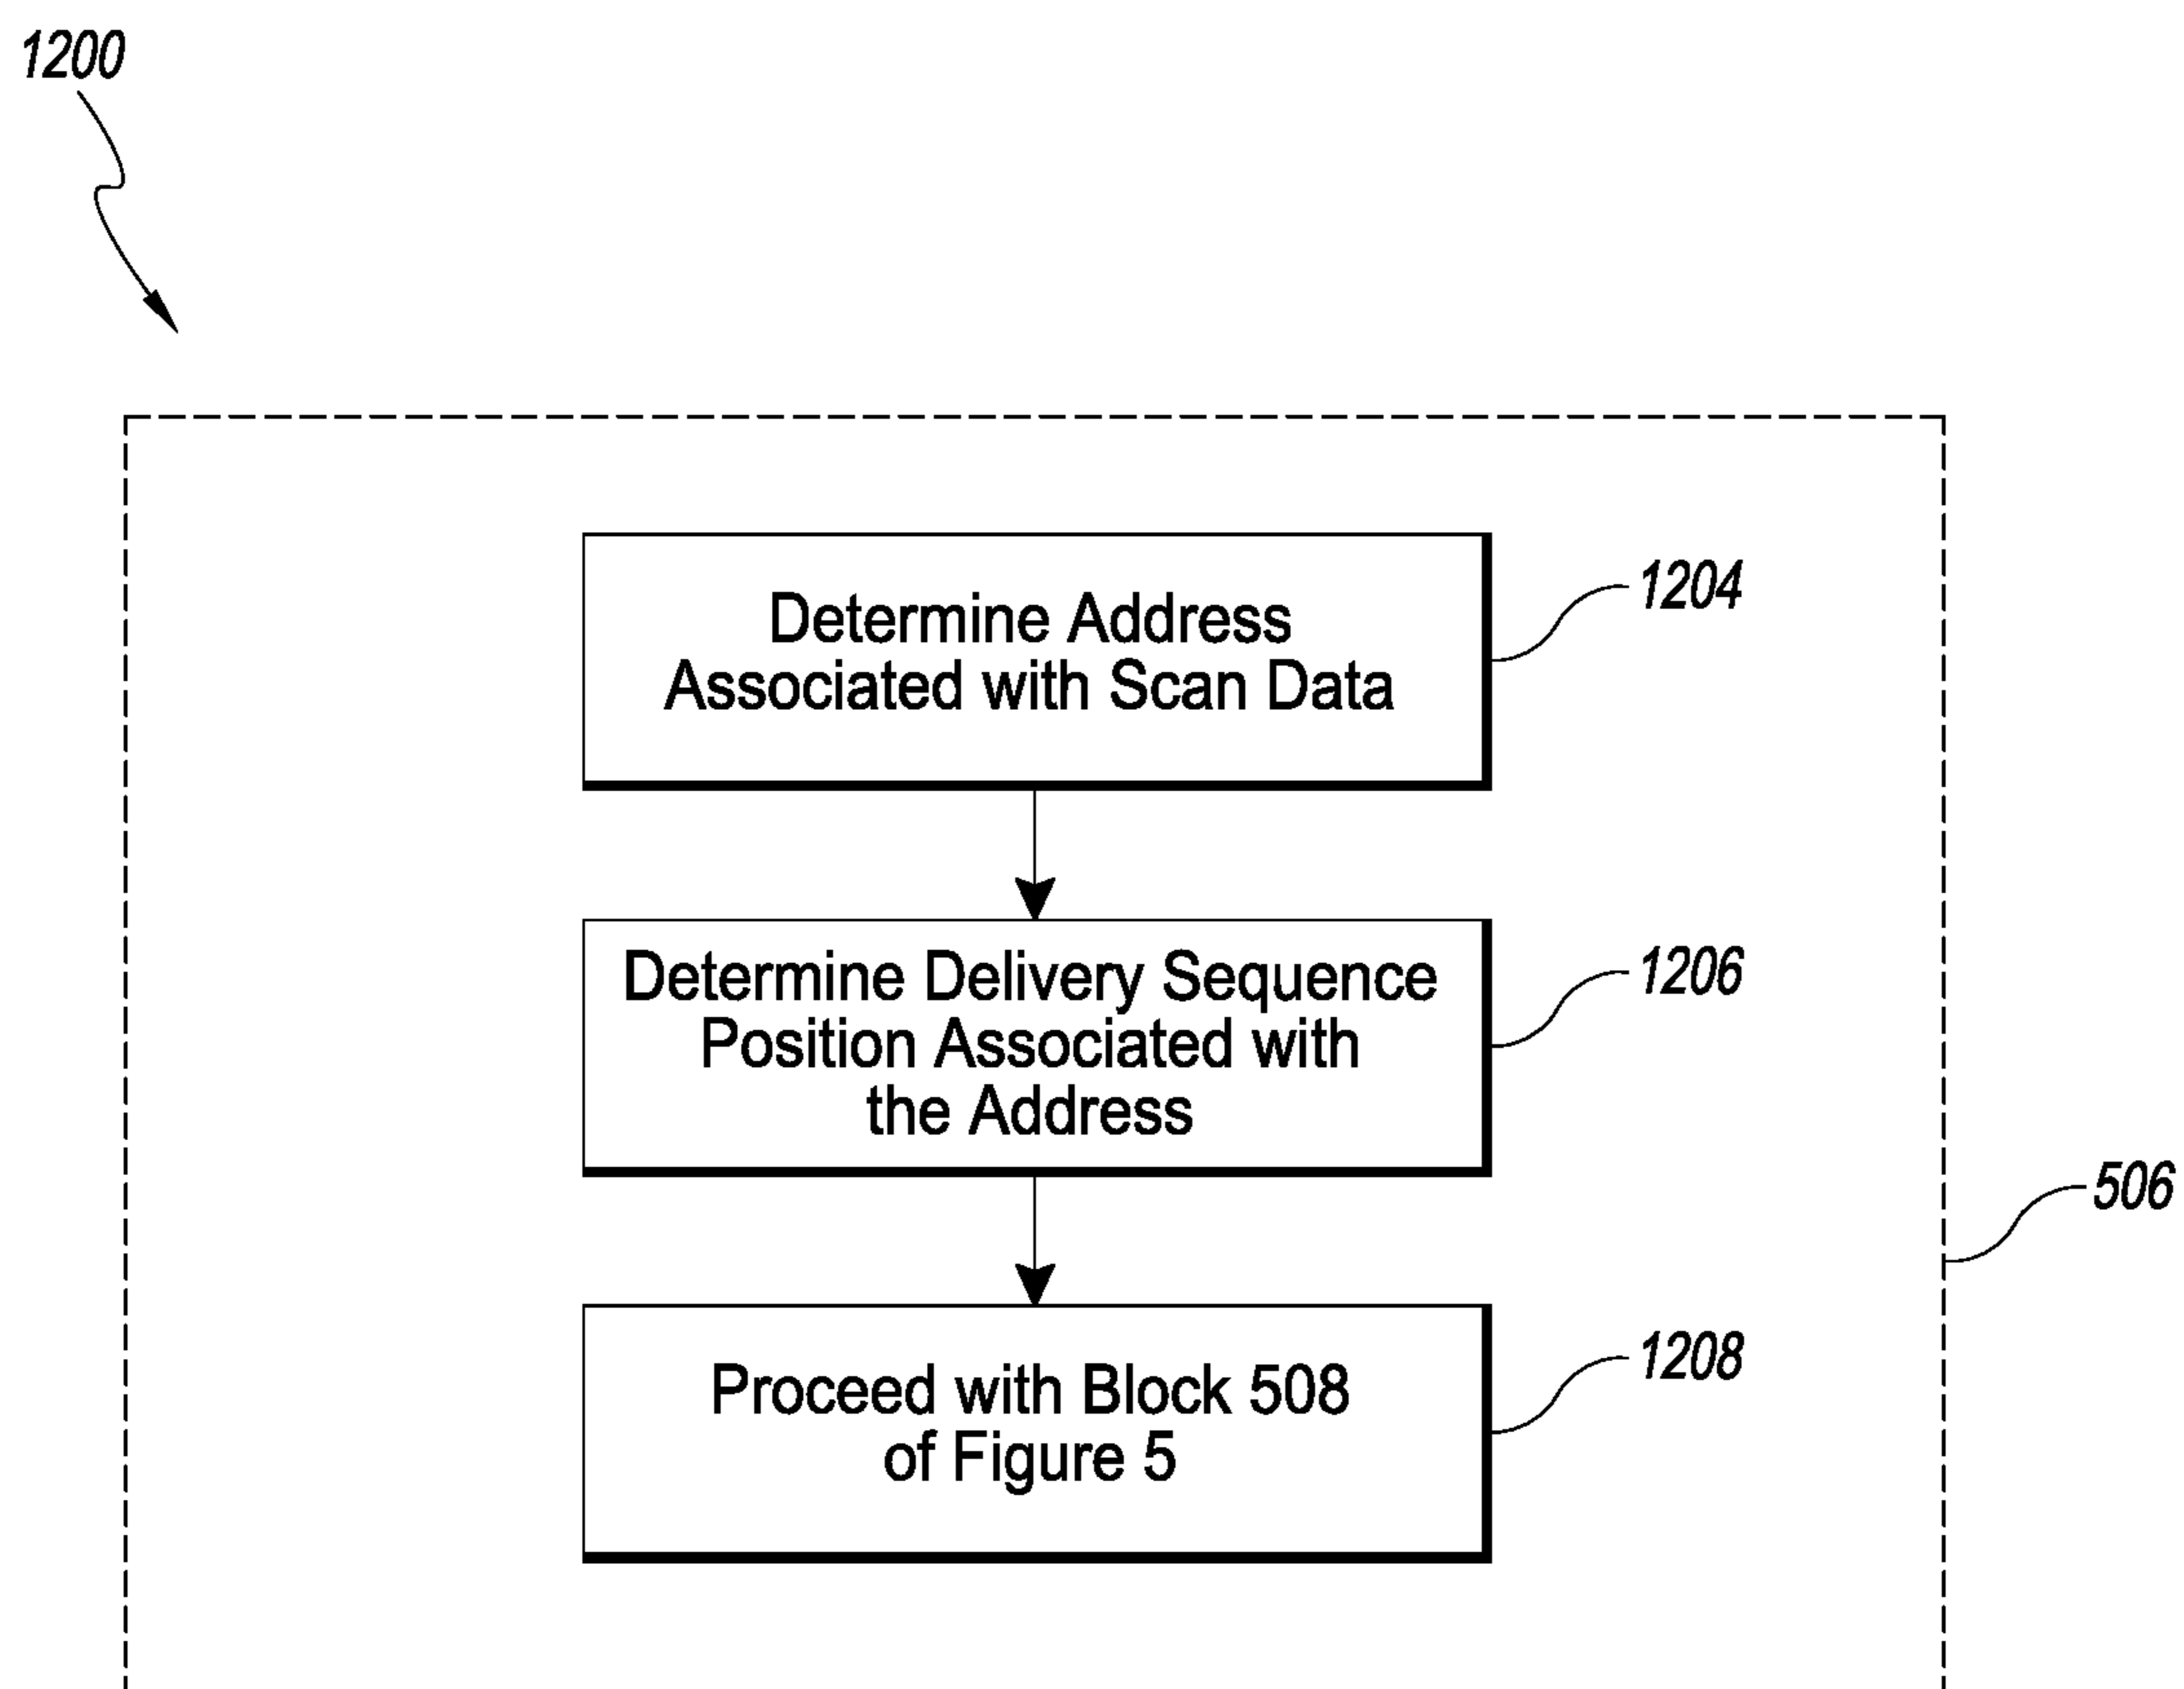 1200
Determine Address
Associated with Scan Data
1204
Determine Delivery Sequence
Position Associated with
the Address
1206
506
Proceed with Block 508
of Figure 5
1208